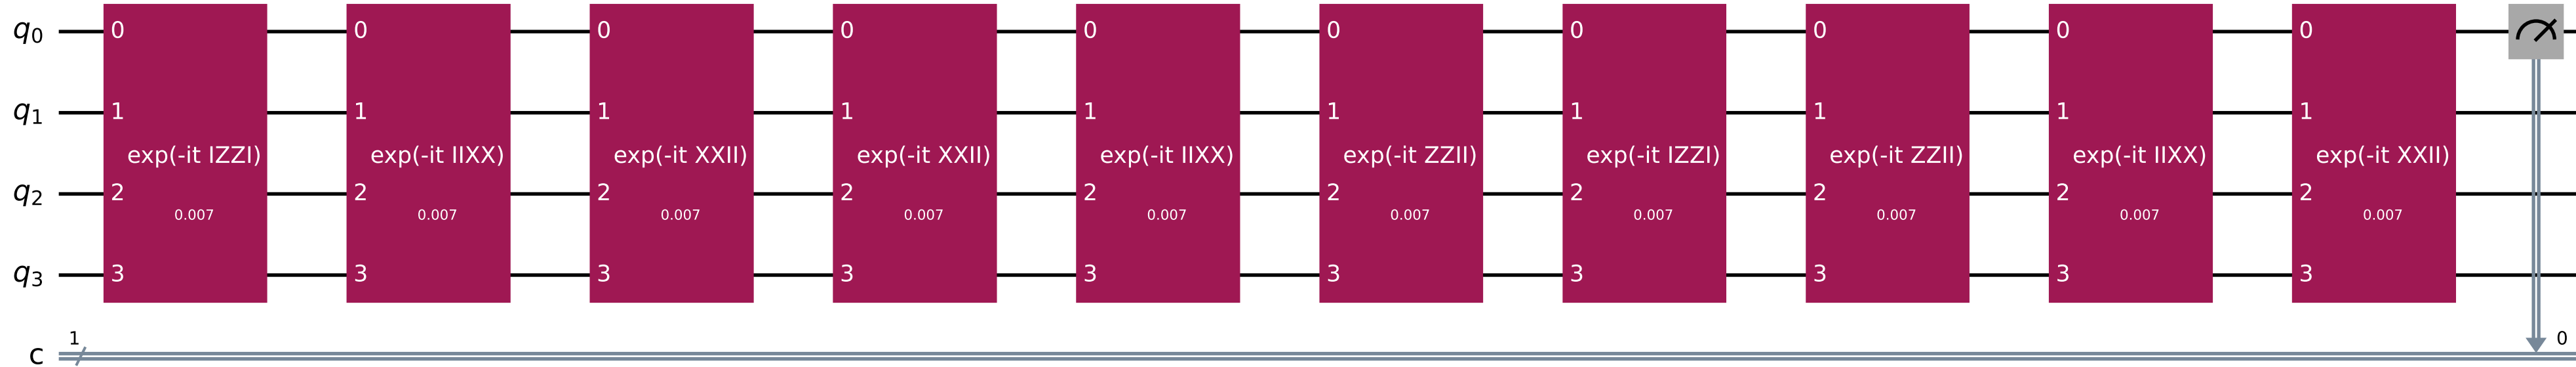 q0 0 0 0 0 0 0 0 0 0 0
q1 1 1 1 1 1 1 1 1 1 1
exp(-it IZZI) exp(-it IIXX) exp(-it XXII) exp(-it XXII) exp(-it IIXX) exp(-it ZZII) exp(-it IZZI) exp(-it ZZII) exp(-it IIXX) exp(-it XXII)
q2 2 2 2 2 2 2 2 2 2 2
0.007 0.007 0.007 0.007 0.007 0.007 0.007 0.007 0.007 0.007
q3 3 3 3 3 3 3 3 3 3 3
1 0
c